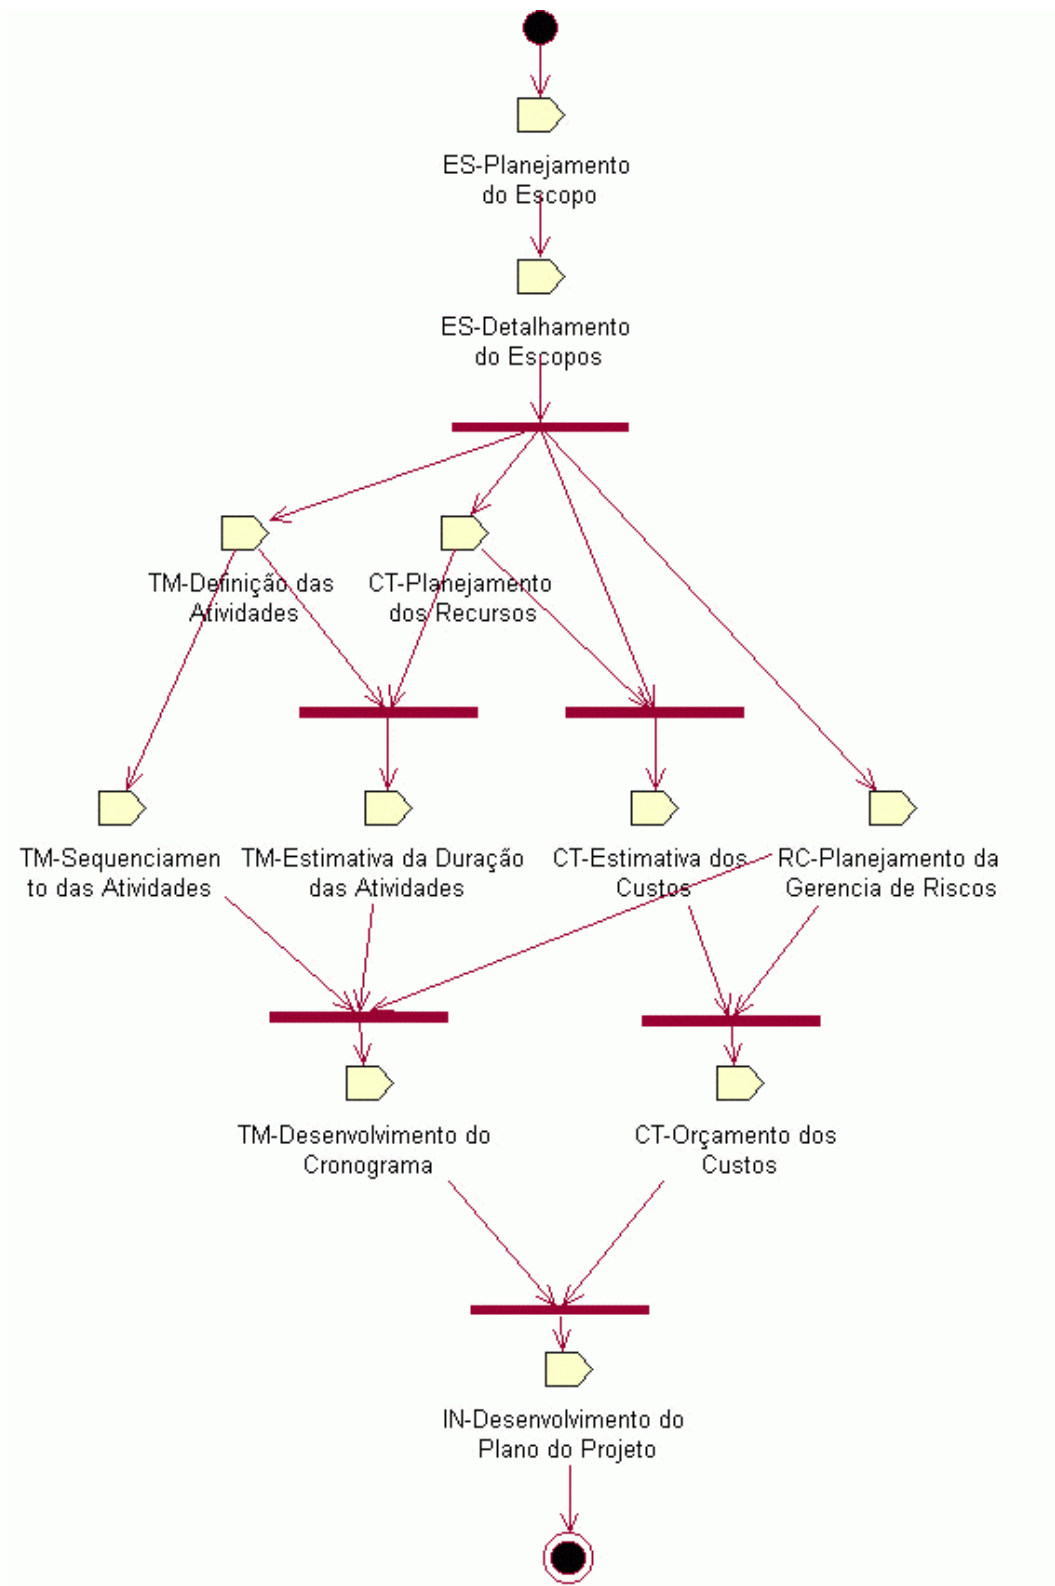 ES-Planejamento
do Escopo
ES-Detalhamento
do Escopos
TM-Definição das
Atividades
CT-Planejamento
dos Recursos
TM-Sequenciamen
to das Atividades
TM-Estimativa da Duração
das Atividades
CT-Estimativa dos
Custos
RC-Planejamento da
Gerencia de Riscos
TM-Desenvolvimento do
Cronograma
CT-Orçamento dos
Custos
IN-Desenvolvimento do
Plano do Projeto